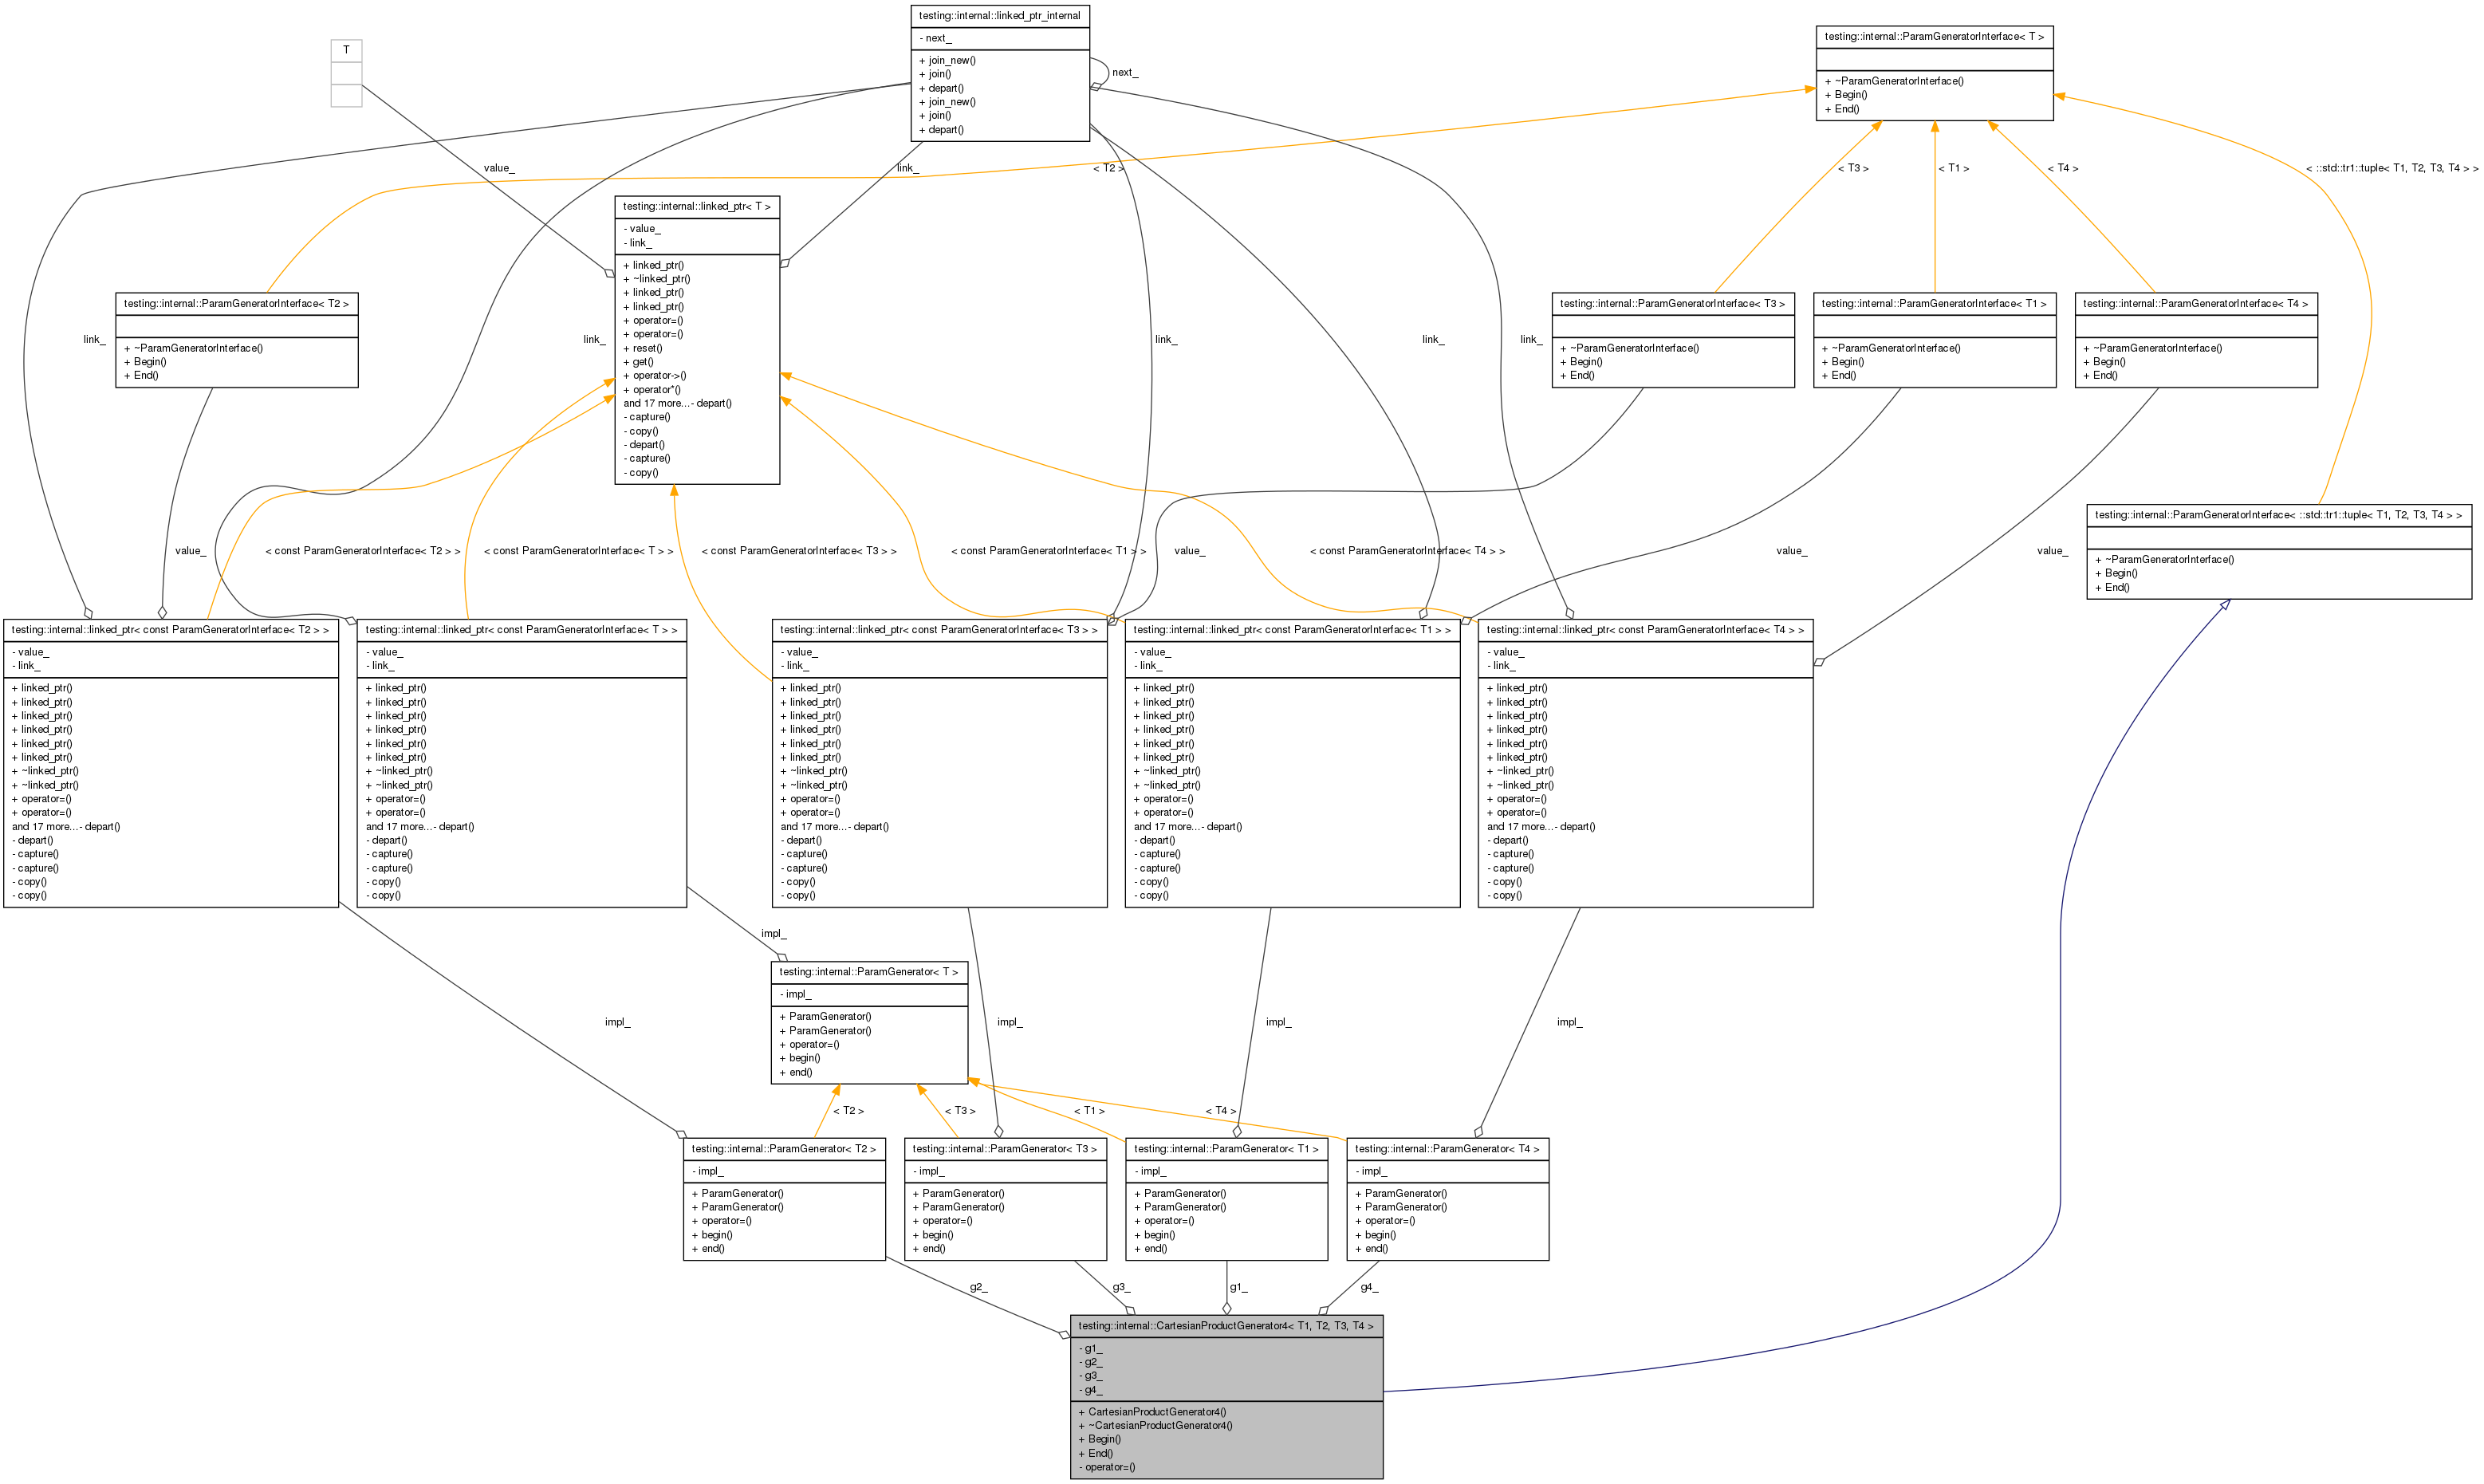 testing::internal::linked_ptr_internal
- next_
+ join_new()
+ join()
+ depart()
+ join_new()
+ join()
+ depart()
next_
testing::internal::ParamGeneratorInterface< T >
+ ~ParamGeneratorInterface()
+ Begin()
+ End()
T
value_
link_
< T2 >
< T3 >
< T1 >
< T4 >
< ::std::tr1::tuple< T1, T2, T3, T4 > >
testing::internal::linked_ptr< T >
- value_
- link_
+ linked_ptr()
+ ~linked_ptr()
+ linked_ptr()
+ linked_ptr()
+ operator=()
+ operator=()
+ reset()
+ get()
+ operator->()
+ operator*()
and 17 more...- depart()
- capture()
- copy()
- depart()
- capture()
- copy()
testing::internal::ParamGeneratorInterface< T2 >
+ ~ParamGeneratorInterface()
+ Begin()
+ End()
testing::internal::ParamGeneratorInterface< T3 >
+ ~ParamGeneratorInterface()
+ Begin()
+ End()
testing::internal::ParamGeneratorInterface< T1 >
+ ~ParamGeneratorInterface()
+ Begin()
+ End()
testing::internal::ParamGeneratorInterface< T4 >
+ ~ParamGeneratorInterface()
+ Begin()
+ End()
link_
link_
link_
link_
link_
testing::internal::ParamGeneratorInterface< ::std::tr1::tuple< T1, T2, T3, T4 > >
+ ~ParamGeneratorInterface()
+ Begin()
+ End()
value_
< const ParamGeneratorInterface< T2 > >
< const ParamGeneratorInterface< T > >
< const ParamGeneratorInterface< T3 > >
< const ParamGeneratorInterface< T1 > >
value_
< const ParamGeneratorInterface< T4 > >
value_
value_
testing::internal::linked_ptr< const ParamGeneratorInterface< T2 > >
- value_
- link_
+ linked_ptr()
+ linked_ptr()
+ linked_ptr()
+ linked_ptr()
+ linked_ptr()
+ linked_ptr()
+ ~linked_ptr()
+ ~linked_ptr()
+ operator=()
+ operator=()
and 17 more...- depart()
- depart()
- capture()
- capture()
- copy()
- copy()
testing::internal::linked_ptr< const ParamGeneratorInterface< T > >
- value_
- link_
+ linked_ptr()
+ linked_ptr()
+ linked_ptr()
+ linked_ptr()
+ linked_ptr()
+ linked_ptr()
+ ~linked_ptr()
+ ~linked_ptr()
+ operator=()
+ operator=()
and 17 more...- depart()
- depart()
- capture()
- capture()
- copy()
- copy()
testing::internal::linked_ptr< const ParamGeneratorInterface< T3 > >
- value_
- link_
+ linked_ptr()
+ linked_ptr()
+ linked_ptr()
+ linked_ptr()
+ linked_ptr()
+ linked_ptr()
+ ~linked_ptr()
+ ~linked_ptr()
+ operator=()
+ operator=()
and 17 more...- depart()
- depart()
- capture()
- capture()
- copy()
- copy()
testing::internal::linked_ptr< const ParamGeneratorInterface< T1 > >
- value_
- link_
+ linked_ptr()
+ linked_ptr()
+ linked_ptr()
+ linked_ptr()
+ linked_ptr()
+ linked_ptr()
+ ~linked_ptr()
+ ~linked_ptr()
+ operator=()
+ operator=()
and 17 more...- depart()
- depart()
- capture()
- capture()
- copy()
- copy()
testing::internal::linked_ptr< const ParamGeneratorInterface< T4 > >
- value_
- link_
+ linked_ptr()
+ linked_ptr()
+ linked_ptr()
+ linked_ptr()
+ linked_ptr()
+ linked_ptr()
+ ~linked_ptr()
+ ~linked_ptr()
+ operator=()
+ operator=()
and 17 more...- depart()
- depart()
- capture()
- capture()
- copy()
- copy()
impl_
testing::internal::ParamGenerator< T >
- impl_
+ ParamGenerator()
+ ParamGenerator()
+ operator=()
+ begin()
+ end()
impl_
impl_
impl_
impl_
< T2 >
< T3 >
< T1 >
< T4 >
testing::internal::ParamGenerator< T2 >
- impl_
+ ParamGenerator()
+ ParamGenerator()
+ operator=()
+ begin()
+ end()
testing::internal::ParamGenerator< T3 >
- impl_
+ ParamGenerator()
+ ParamGenerator()
+ operator=()
+ begin()
+ end()
testing::internal::ParamGenerator< T1 >
- impl_
+ ParamGenerator()
+ ParamGenerator()
+ operator=()
+ begin()
+ end()
testing::internal::ParamGenerator< T4 >
- impl_
+ ParamGenerator()
+ ParamGenerator()
+ operator=()
+ begin()
+ end()
g2_
g3_
g1_
g4_
testing::internal::CartesianProductGenerator4< T1, T2, T3, T4 >
- g1_
- g2_
- g3_
- g4_
+ CartesianProductGenerator4()
+ ~CartesianProductGenerator4()
+ Begin()
+ End()
- operator=()